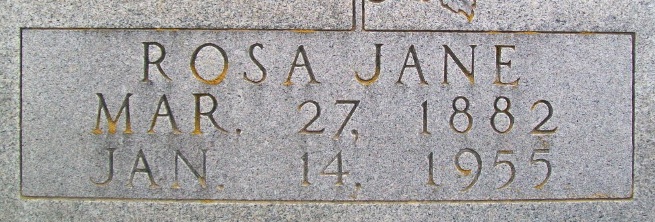 ROSA JANE
MAR. 27, 1882
JAN. 14, 1955